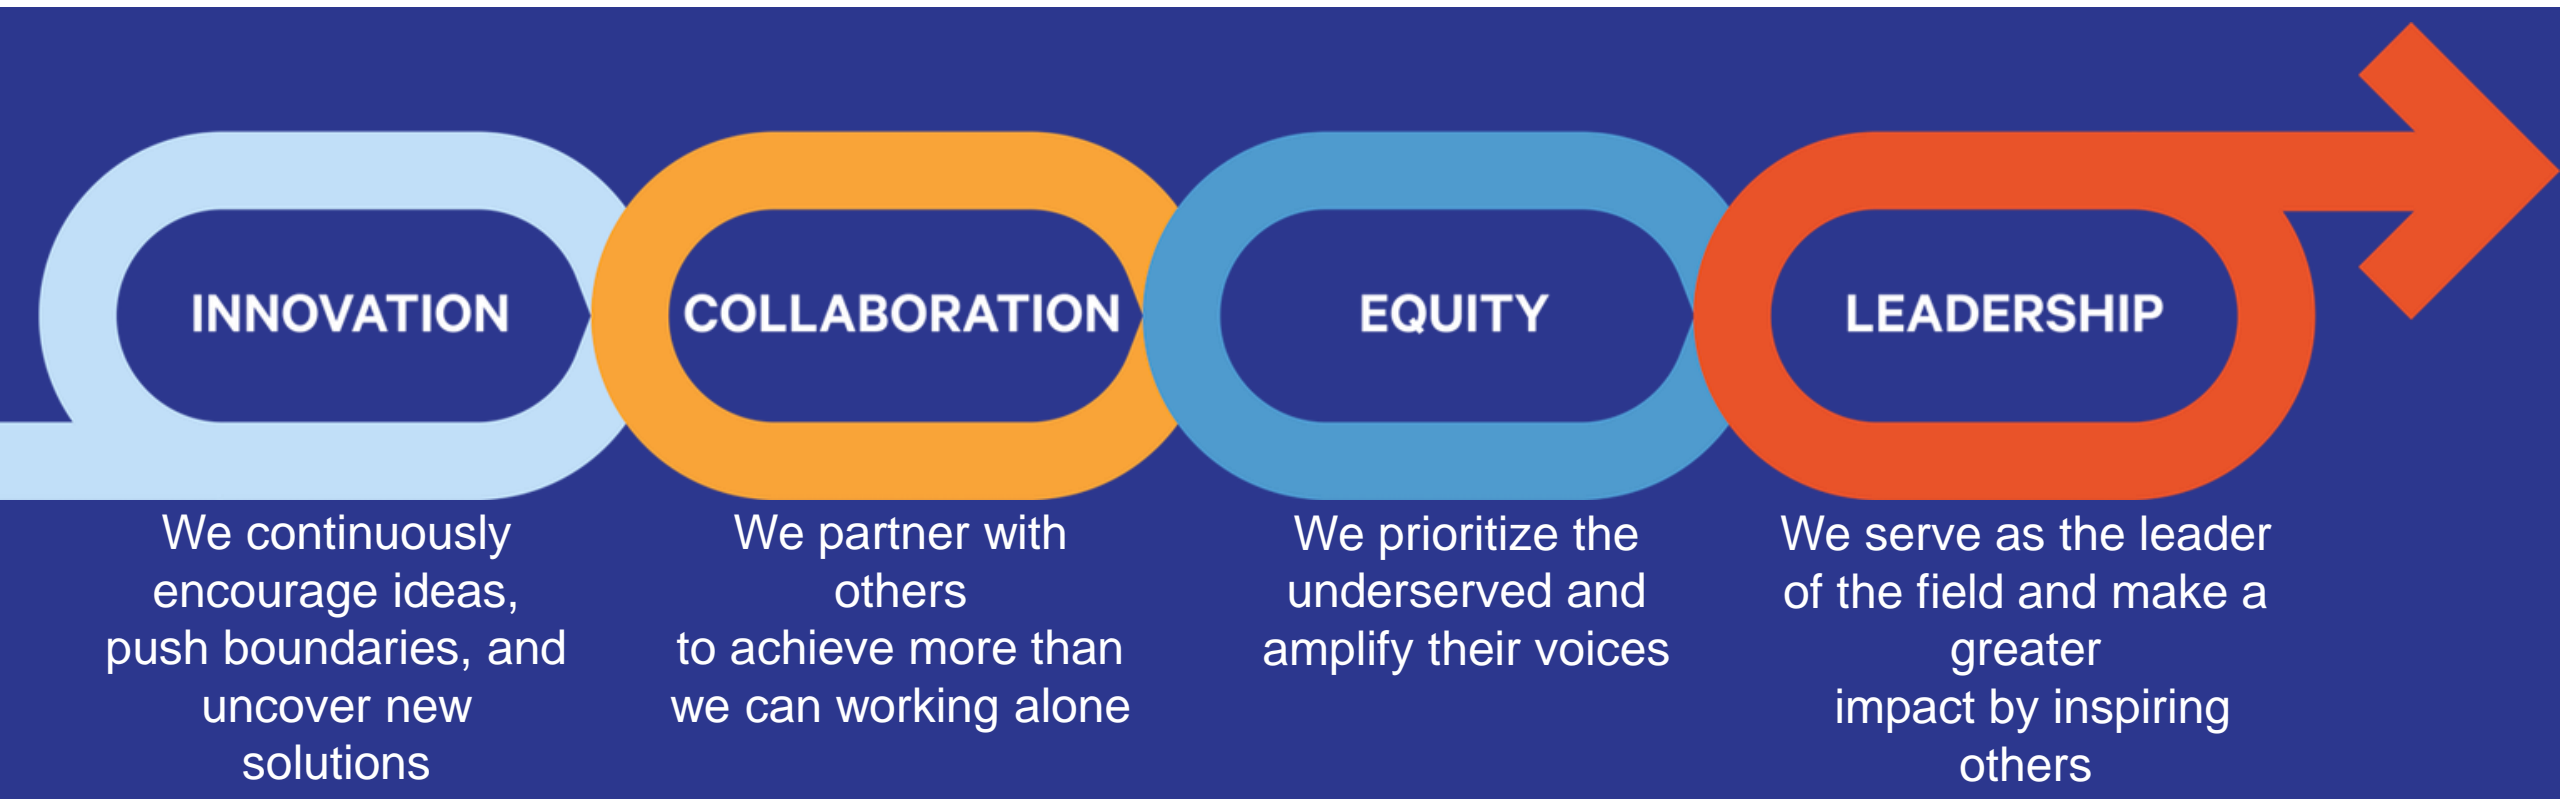 INNOVATION
COLLABORATION
EQUITY
LEADERSHIP
We continuously
encourage ideas,
push boundaries, and
uncover new
solutions
We partner with
others
to achieve more than
we can working alone
We prioritize the
underserved and
amplify their voices
We serve as the leader
of the field and make a
greater
impact by inspiring
others